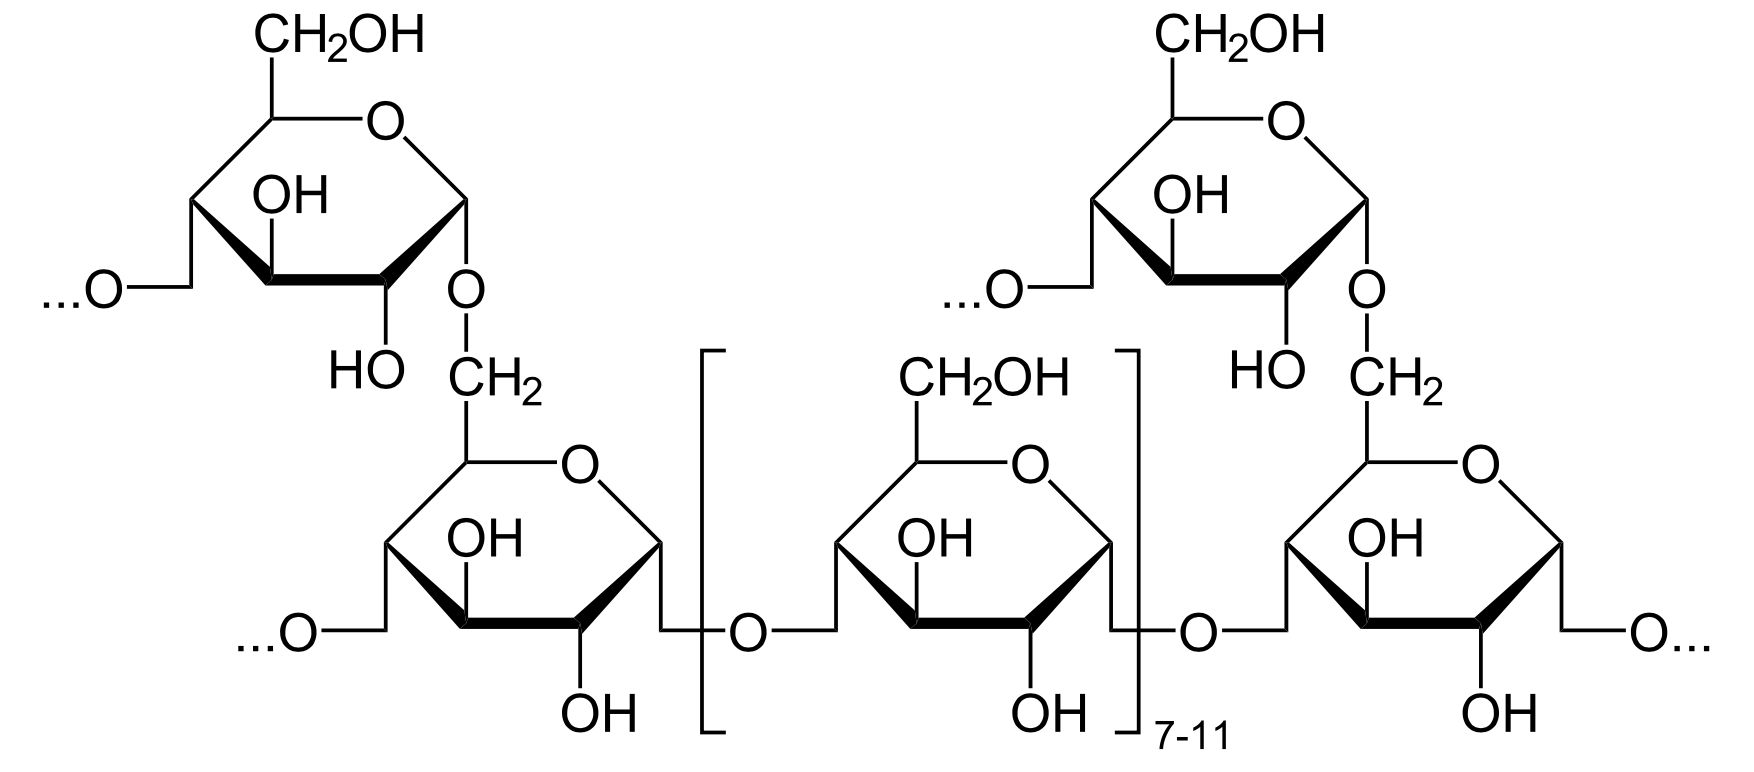 CH2OH CH2OH
O O
OH OH
...O O ...O O
HO CH2 CH2OH HO CH2
O O O
OH OH OH
...O O O O...
OH OH OH
7-11